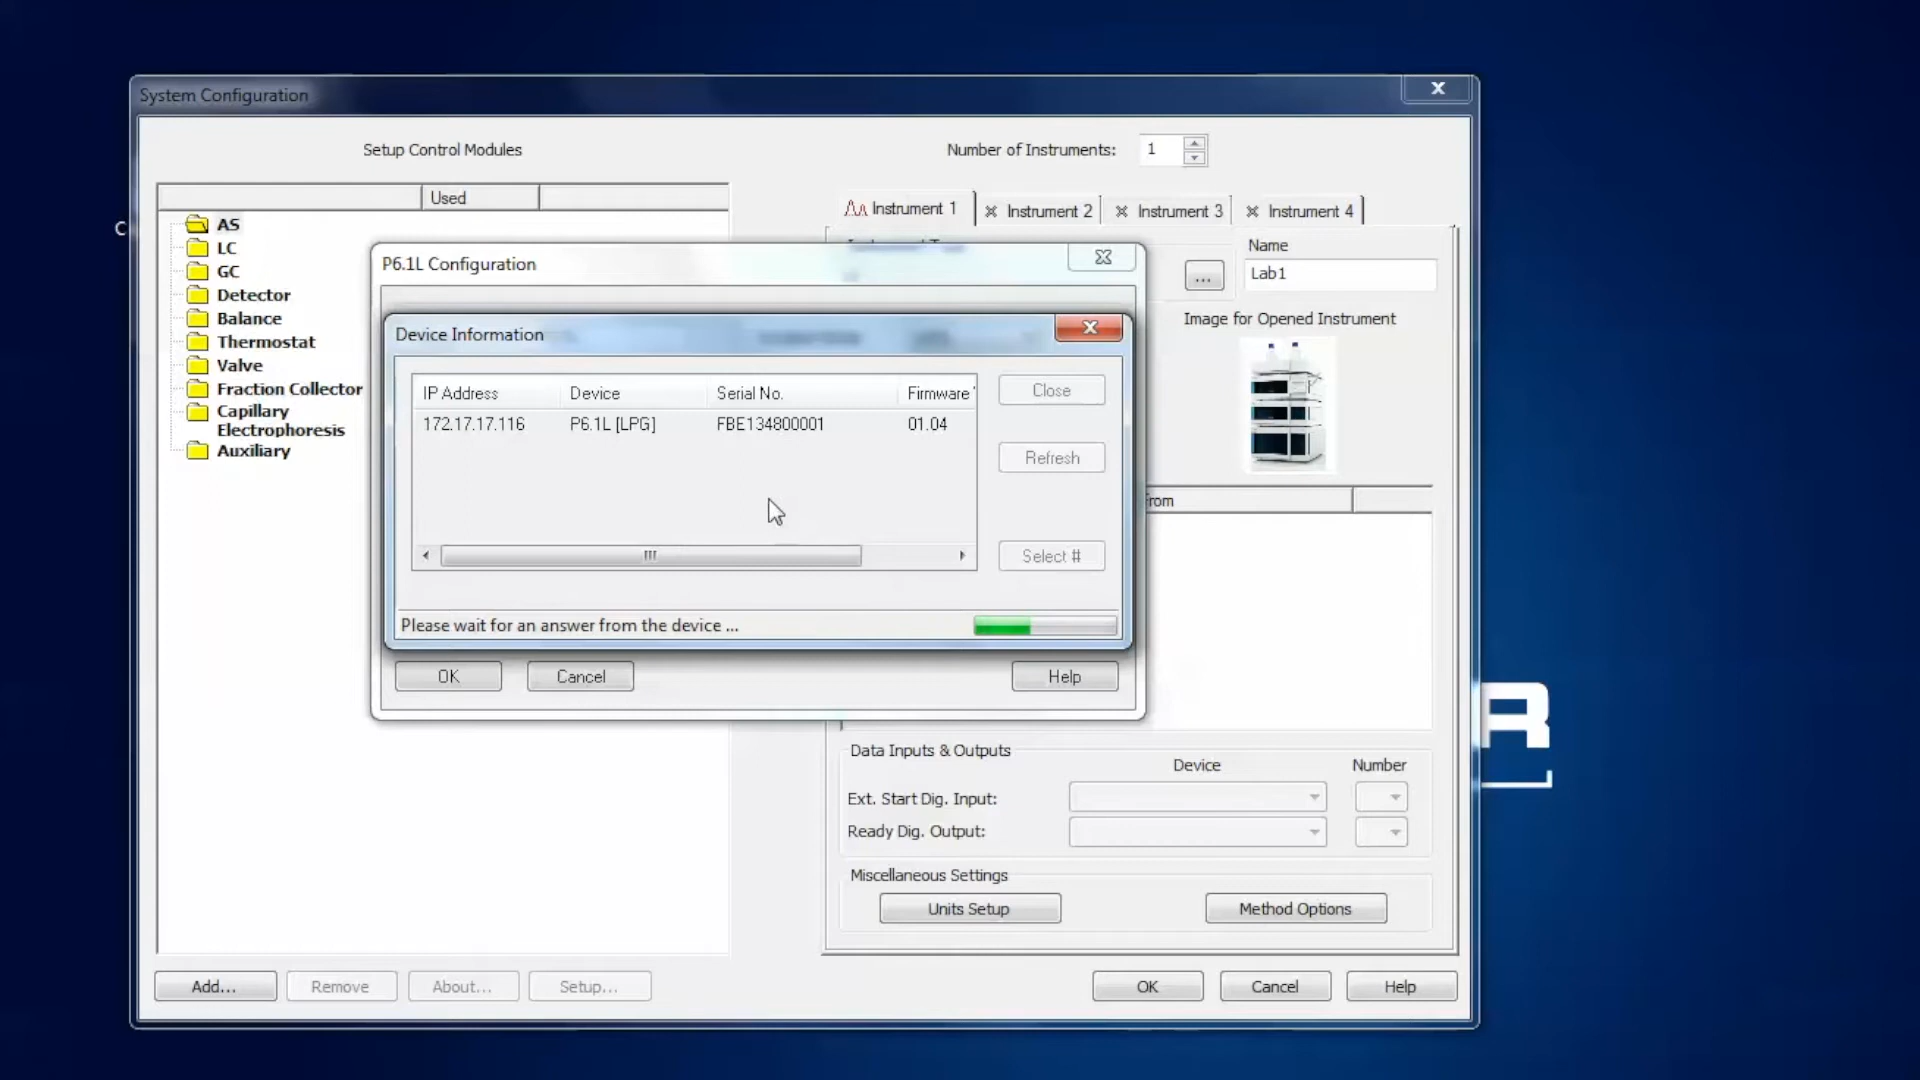 System Configuration
Setup Control Modules
Number of Instruments: 1
Used
Instrument 1
Instrument 2
Instrument 3
Instrument 4
C
AS
LC
GC
Detector
Balance
Thermostat
Valve
Fraction Collector
Capillary
Electrophoresis
Auxiliary
Name
...
Lab1
Image for Opened Instrument
P6.1L Configuration
Device Information
IP Address Device Serial No. Firmware
172.17.17.116 P6.1L [LPG] FBE134800001 01.04
Close
Refresh
Select #
Please wait for an answer from the device ...
OK Cancel Help
From
R
Data Inputs & Outputs
Device Number
Ext. Start Dig. Input:
Ready Dig. Output:
Miscellaneous Settings
Units Setup Method Options
Add... Remove About... Setup... OK Cancel Help